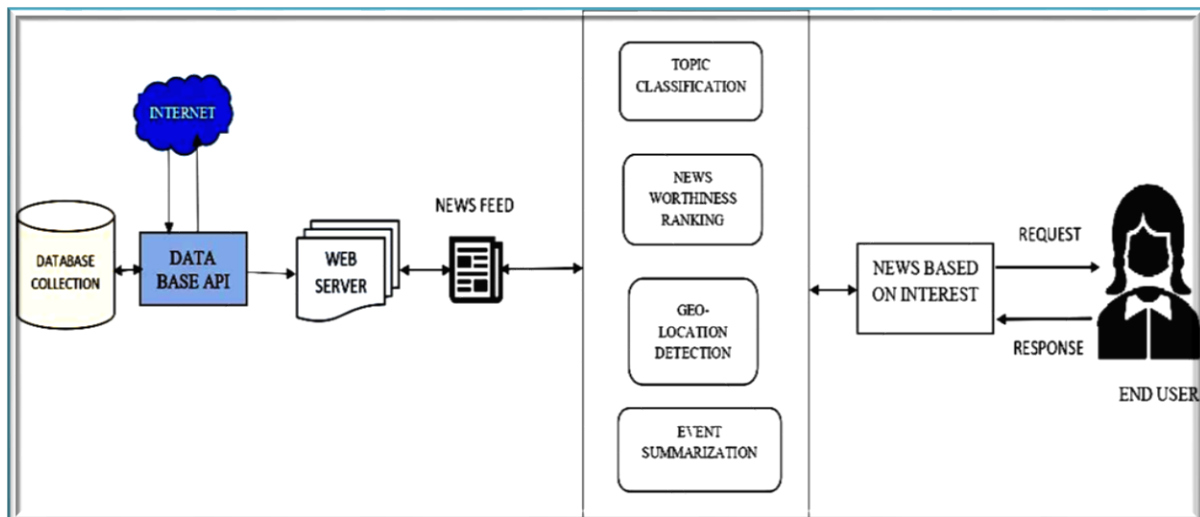 INTERNET
DATABASE
COLLECTION
DATA
BASE API
WEB
SERVER
NEWS FEED
TOPIC
CLASSIFICATION
NEWS
WORTHINESS
RANKING
GEO-
LOCATION
DETECTION
EVENT
SUMMARIZATION
NEWS BASED
ON INTEREST
REQUEST
RESPONSE
END USER